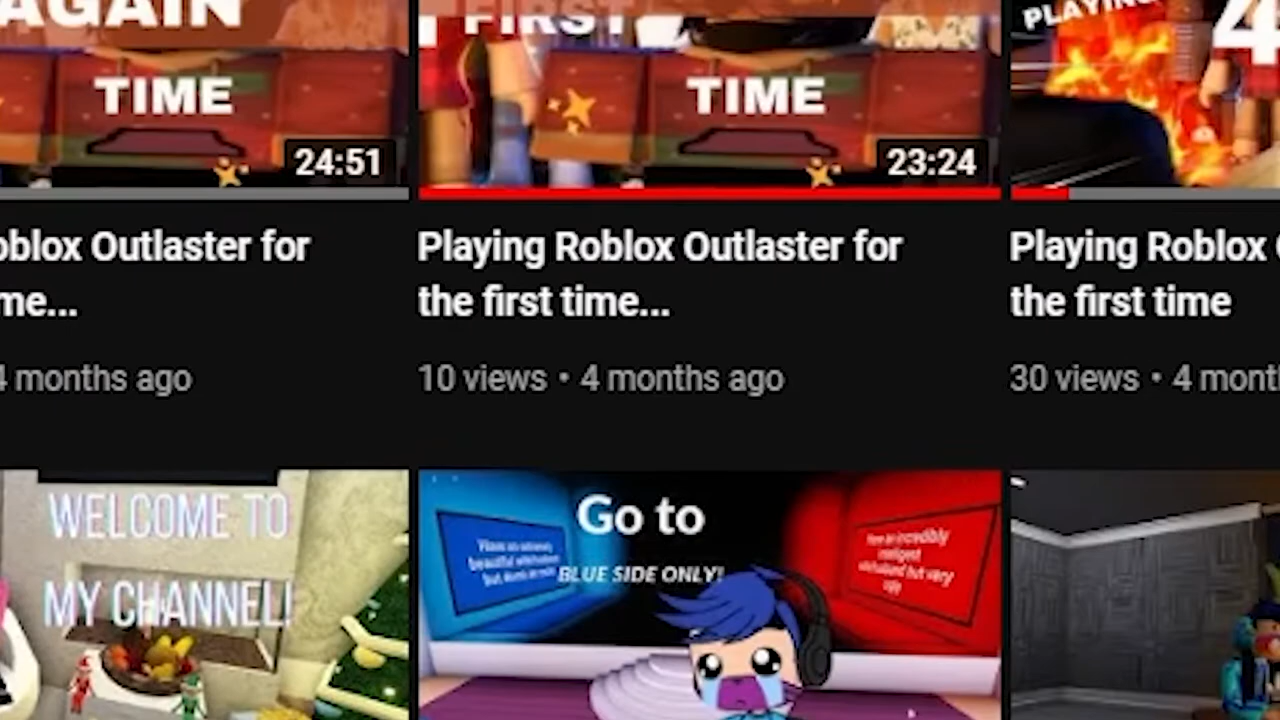 AGAIN
TIME
24:51
FIRST
TIME
23:24
PLAYING
4
oblox Outlaster for
me...
4 months ago
Playing Roblox Outlaster for
the first time...
10 views • 4 months ago
Playing Roblox
the first time
30 views • 4 mont
WELCOME TO
MY CHANNEL!
Go to
BLUE SIDE ONLY!